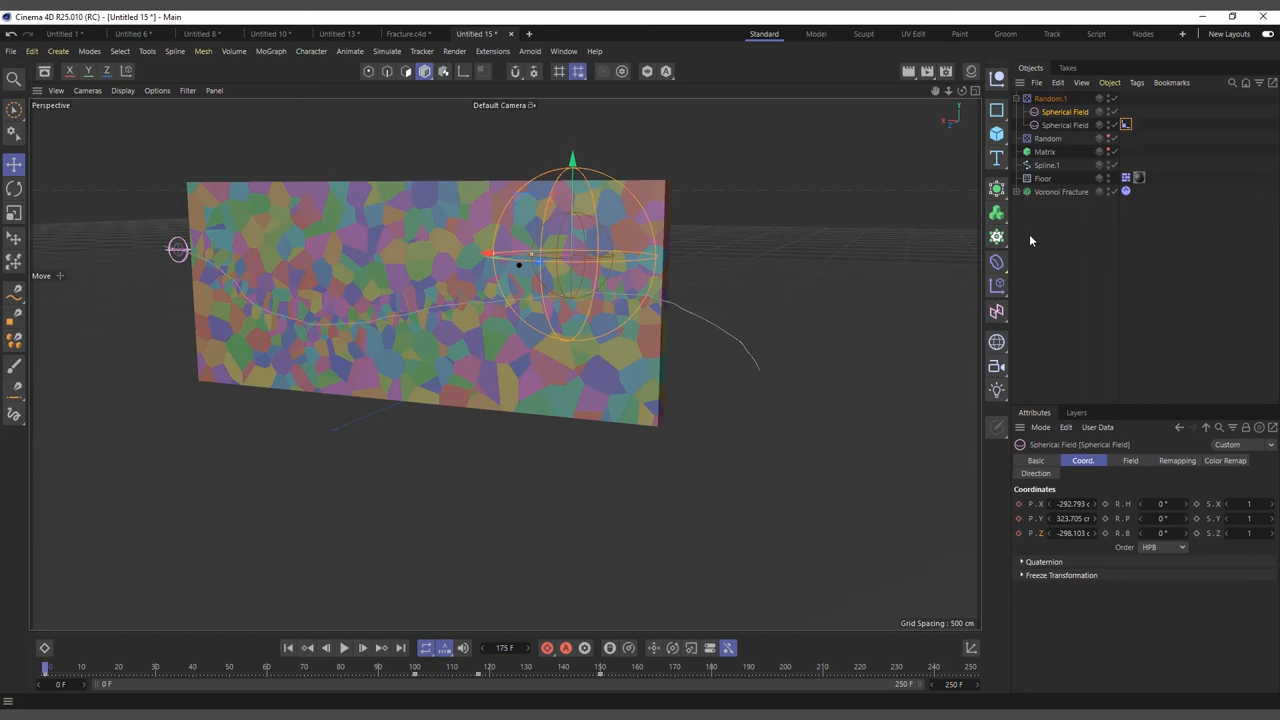 Cinema 4D R25.010 (RC) - [Untitled 15 *] - Main
Untitled 1 * Untitled 6 * Untitled 8 * Untitled 10 * Untitled 13 * Fracture.c4d * Untitled 15 * Standard Model Sculpt UV Edit Paint Groom Track Script Nodes New Layouts
File Edit Create Modes Select Tools Spline Mesh Volume MoGraph Character Animate Simulate Tracker Render Extensions Arnold Window Help
Objects Takes
File Edit View Object Tags Bookmarks
View Cameras Display Options Filter Panel
Perspective
Default Camera
Random.1
Spherical Field
Spherical Field
Random
Matrix
Spline.1
Floor
Voronoi Fracture
Move
Attributes Layers
Mode Edit User Data
Spherical Field [Spherical Field] Custom
Basic Coord. Field Remapping Color Remap
Direction
Coordinates
P . X -292.793 c R . H 0 ° S . X 1
P . Y 323.705 c R . P 0 ° S . Y 1
P . Z -298.103 c R . B 0 ° S . Z 1
Order HPB
Quaternion
Freeze Transformation
Grid Spacing : 500 cm
175 F
0 10 20 30 40 50 60 70 80 90 100 110 120 130 140 150 160 170 180 190 200 210 220 230 240 250
0 F 0 F 250 F 250 F